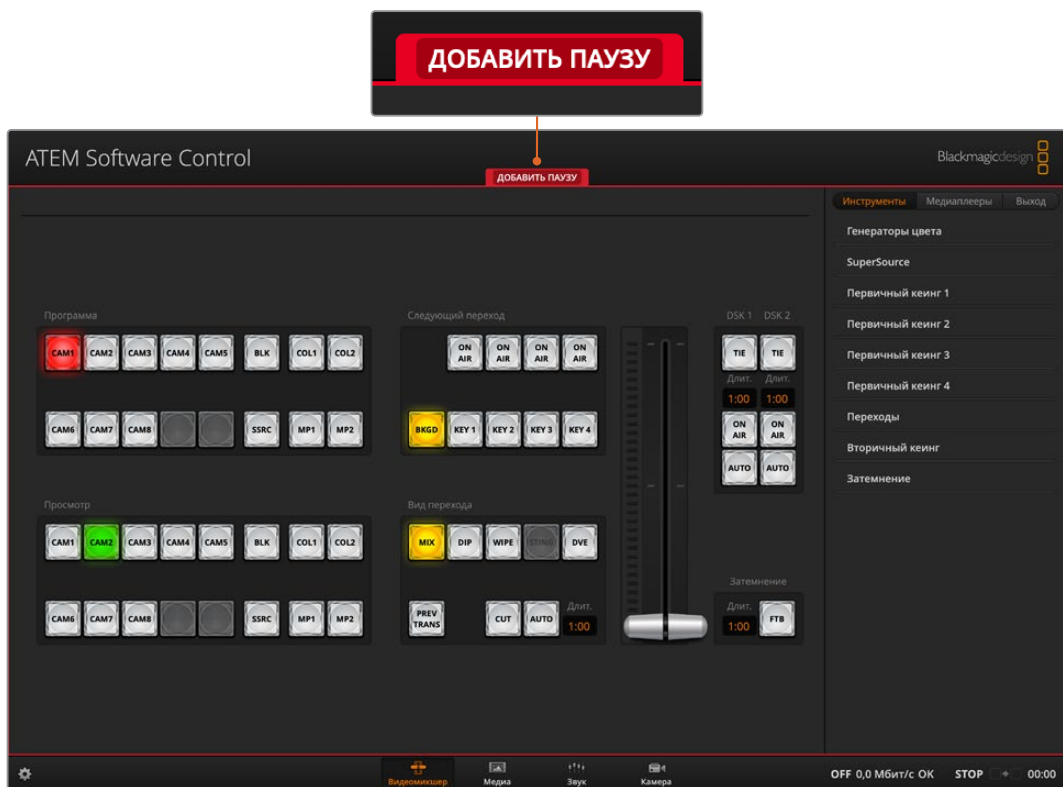 ДОБАВИТЬ ПАУЗУ
ATEM Software Control
Blackmagicdesign
ДОБАВИТЬ ПАУЗУ
Инструменты Медиаплееры Выход
Генераторы цвета
SuperSource
Первичный кеинг 1
Первичный кеинг 2
Первичный кеинг 3
Первичный кеинг 4
Переходы
Вторичный кеинг
Затемнение
Программа
CAM1 CAM2 CAM3 CAM4 CAM5 BLK COL1 COL2
CAM6 CAM7 CAM8 SSRC MP1 MP2
Следующий переход
ON AIR ON AIR ON AIR ON AIR
BKGD KEY 1 KEY 2 KEY 3 KEY 4
DSK 1 DSK 2
TIE TIE
Длит. Длит.
1:00 1:00
ON AIR ON AIR
AUTO AUTO
Просмотр
CAM1 CAM2 CAM3 CAM4 CAM5 BLK COL1 COL2
CAM6 CAM7 CAM8 SSRC MP1 MP2
Вид перехода
MIX DIP WIPE STING DVE
PREV TRANS CUT AUTO Длит. 1:00
Затемнение
Длит. 1:00 FTB
Видеомикшер Медиа Звук Камера
OFF 0,0 Мбит/с OK STOP 00:00